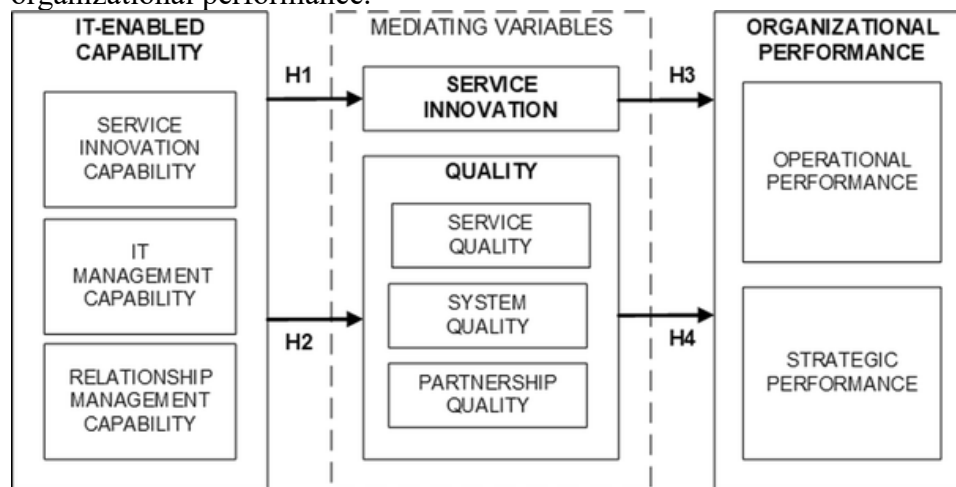 organizational performance.
IT-ENABLED
CAPABILITY
SERVICE
INNOVATION
CAPABILITY
IT
MANAGEMENT
CAPABILITY
RELATIONSHIP
MANAGEMENT
CAPABILITY
H1
H2
MEDIATING VARIABLES
SERVICE
INNOVATION
QUALITY
SERVICE
QUALITY
SYSTEM
QUALITY
PARTNERSHIP
QUALITY
H3
H4
ORGANIZATIONAL
PERFORMANCE
OPERATIONAL
PERFORMANCE
STRATEGIC
PERFORMANCE